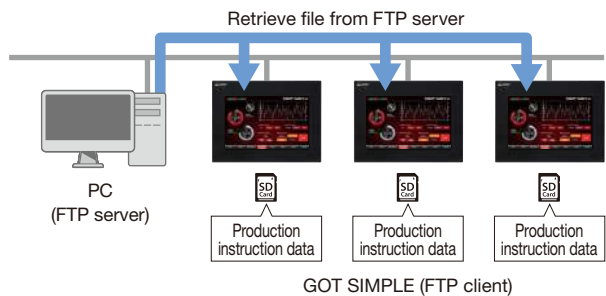 Retrieve file from FTP server
PC
(FTP server)
SD
Card
SD
Card
SD
Card
Production
instruction data
Production
instruction data
Production
instruction data
GOT SIMPLE (FTP client)